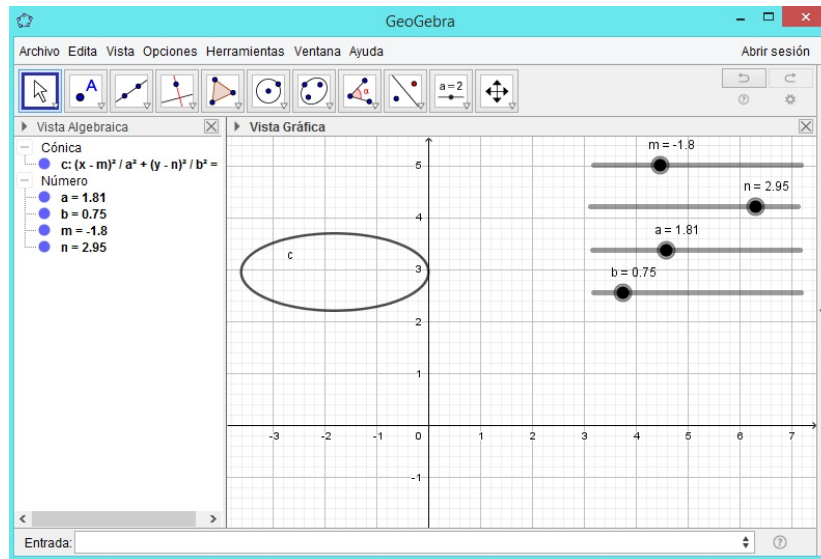 GeoGebra
Archivo Edita Vista Opciones Herramientas Ventana Ayuda Abrir sesión
A α a=2
Vista Algebraica
Vista Gráfica
Cónica
c: (x - m)² / a² + (y - n)² / b² =
Número
a = 1.81
b = 0.75
m = -1.8
n = 2.95
m = -1.8
5
n = 2.95
4
a = 1.81
c
3
b = 0.75
2
1
-3 -2 -1 0 1 2 3 4 5 6 7
-1
Entrada: